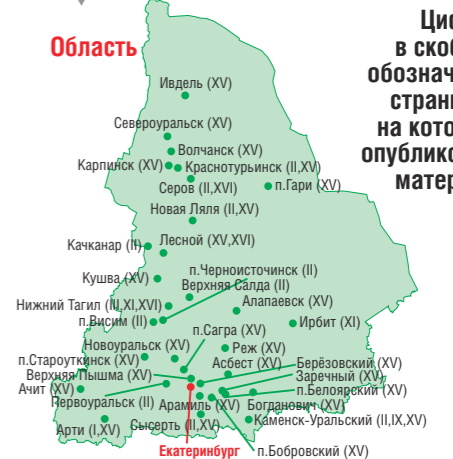 Область
Ивдель (XV)
Североуральск (XV)
Волчанск (XV)
Карпинск (XV)
Краснотурьинск (II,XV)
Серов (II,XVI)
п.Гари (XV)
Новая Ляля (II,XV)
Качканар (II)
Лесной (XV,XVI)
п.Черноисточинск (II)
Кушва (XV)
Верхняя Салда (II)
Алапаевск (XV)
Нижний Тагил (III,XI,XVI)
п.Висим (II)
Ирбит (XI)
п.Сагра (XV)
Новоуральск (XV)
Реж (XV)
п.Староуткинск (XV)
Асбест (XV)
Берёзовский (XV)
Верхняя Пышма (XV)
Заречный (XV)
Ачит (XV)
п.Белоярский (XV)
Первоуральск (II)
Арамиль (XV)
Богданович (XV)
Арти (I,XV)
Сысерть (II,XV)
Каменск-Уральский (II,IX,XV)
Екатеринбург
п.Бобровский (XV)
в скоб
обознач
стран
на кото
опублико
матер